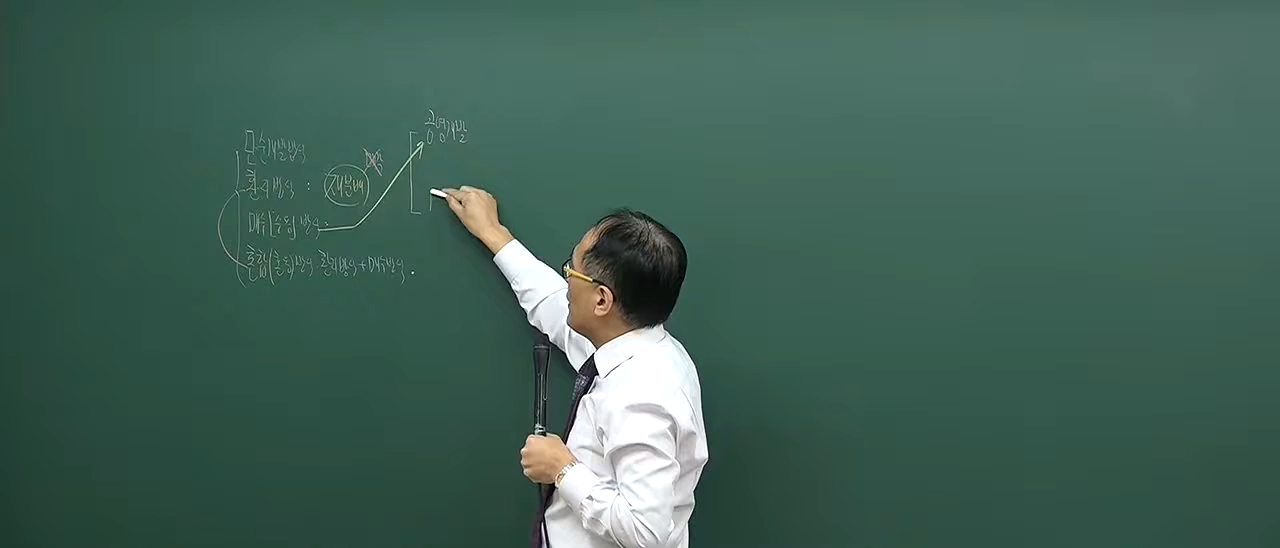 공영개발
단순개발방식
환지방식 : 재분배
매수[수용]방식 :
혼합(혼용)방식 환지방식+매수방식.